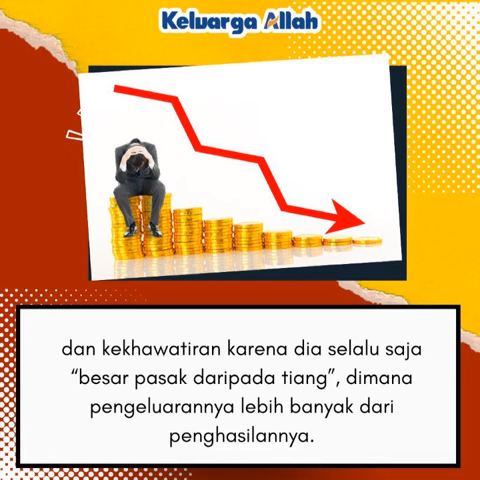 Keluarga Allah
dan kekhawatiran karena dia selalu saja
“besar pasak daripada tiang”, dimana
pengeluarannya lebih banyak dari
penghasilannya.